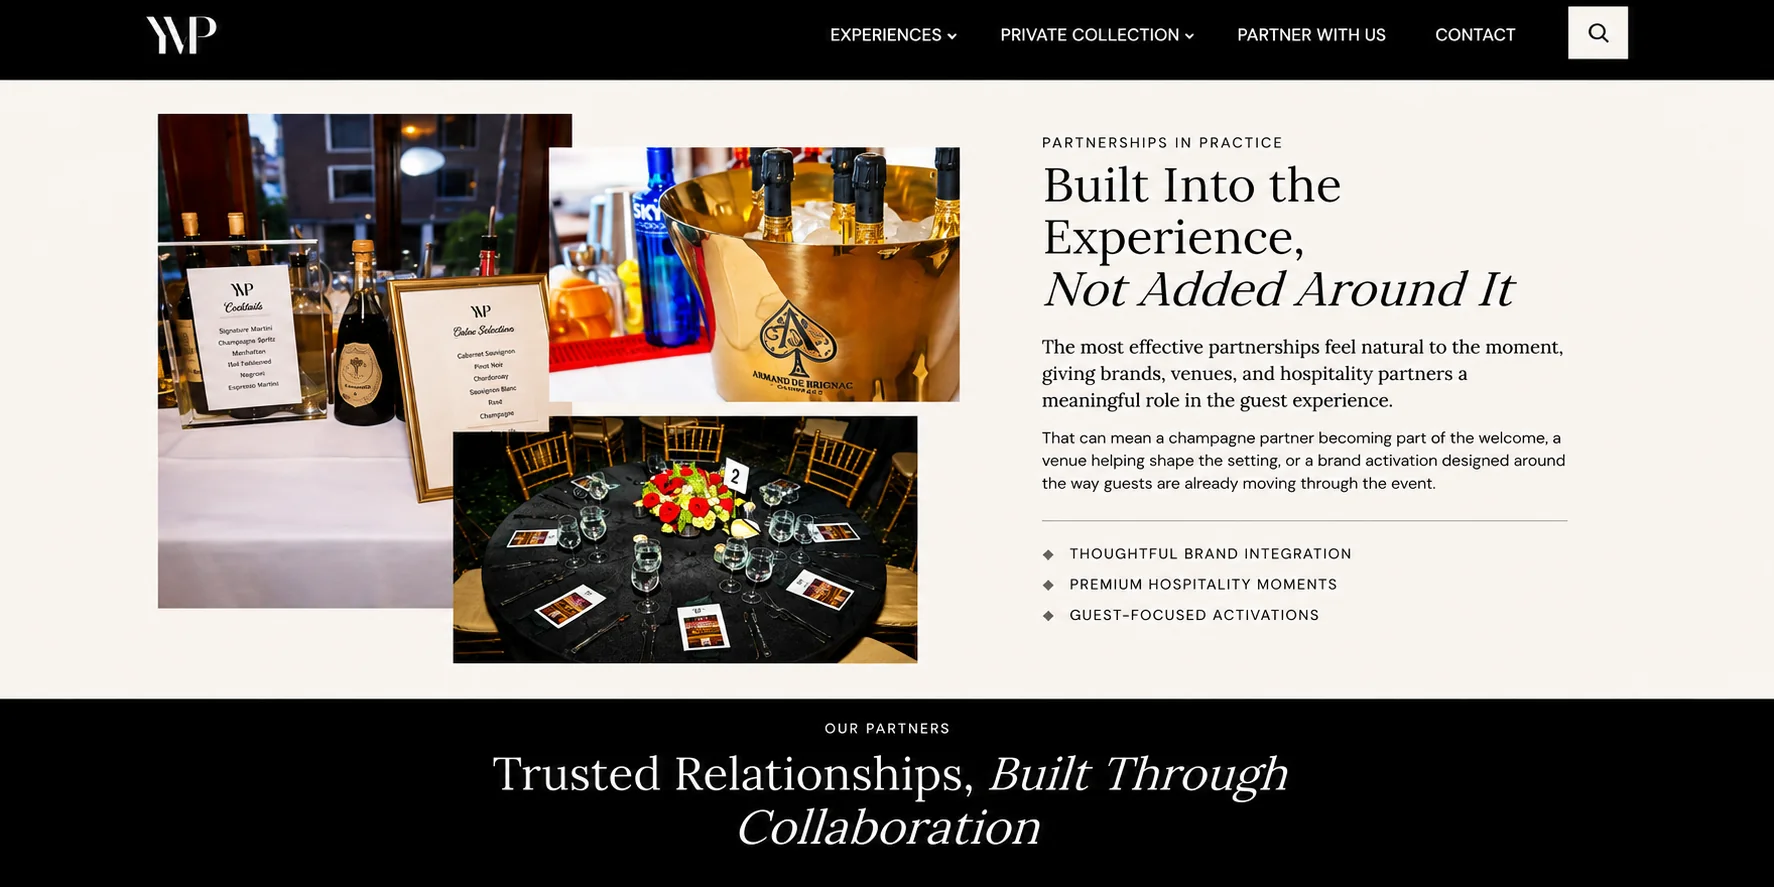 YVP
EXPERIENCES
PRIVATE COLLECTION
PARTNER WITH US
CONTACT
YVP
Cocktails
Signature Martini
Champagne Spritz
Manhattan
Negroni
Espresso Martini
YVP
Cabernet Sauvignon
Pinot Noir
Chardonnay
Sauvignon Blanc
Rosé
Champagne
SKY
ARMAND DE BRIGNAC
2
PARTNERSHIPS IN PRACTICE
Built Into the
Experience,
Not Added Around It
The most effective partnerships feel natural to the moment,
giving brands, venues, and hospitality partners a
meaningful role in the guest experience.
That can mean a champagne partner becoming part of the welcome, a
venue helping shape the setting, or a brand activation designed around
the way guests are already moving through the event.
THOUGHTFUL BRAND INTEGRATION
PREMIUM HOSPITALITY MOMENTS
GUEST-FOCUSED ACTIVATIONS
OUR PARTNERS
Trusted Relationships, Built Through
Collaboration